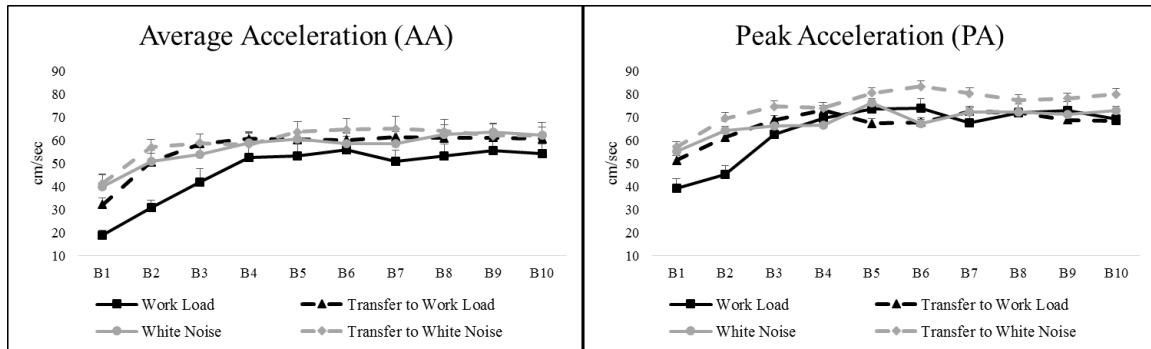 Average Acceleration (AA)
90
80
70
60
50
40
30
20
10
cm/sec
B1 B2 B3 B4 B5 B6 B7 B8 B9 B10
Work Load Transfer to Work Load
White Noise Transfer to White Noise
Peak Acceleration (PA)
90
80
70
60
50
40
30
20
10
cm/sec
B1 B2 B3 B4 B5 B6 B7 B8 B9 B10
Work Load Transfer to Work Load
White Noise Transfer to White Noise